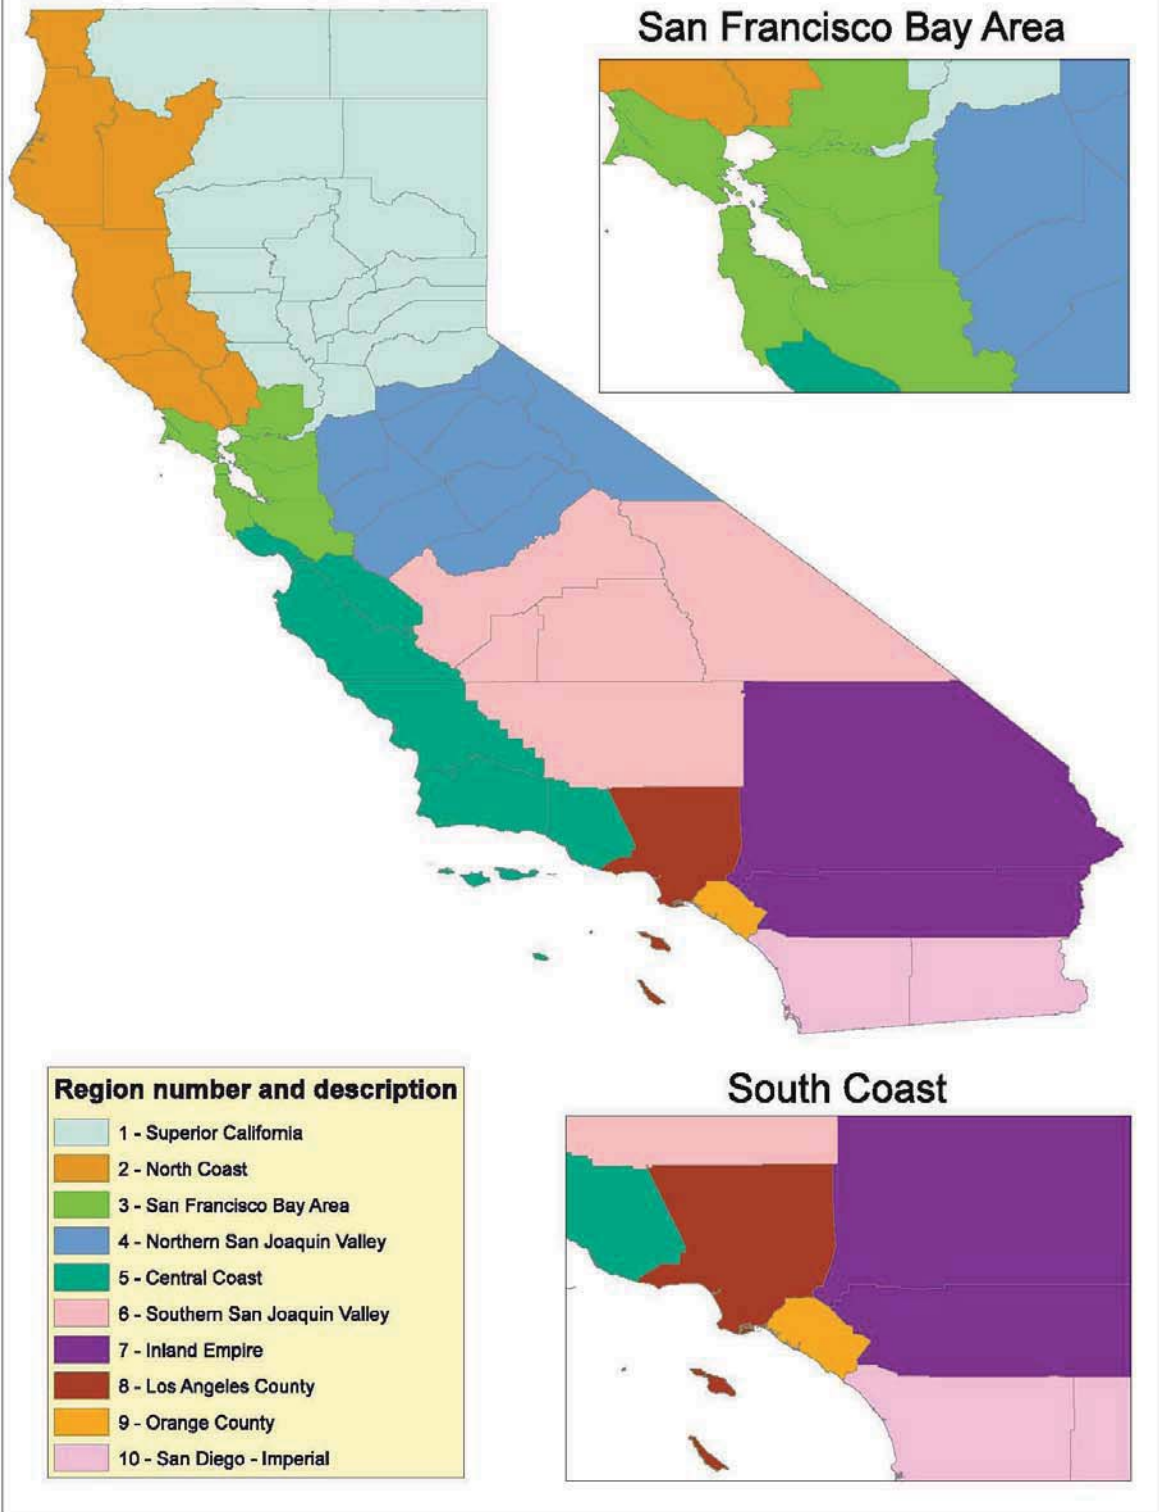 San Francisco Bay Area
Region number and description
1 - Superior California
2 - North Coast
3 - San Francisco Bay Area
4 - Northern San Joaquin Valley
5 - Central Coast
6 - Southern San Joaquin Valley
7 - Inland Empire
8 - Los Angeles County
9 - Orange County
10 - San Diego - Imperial
South Coast